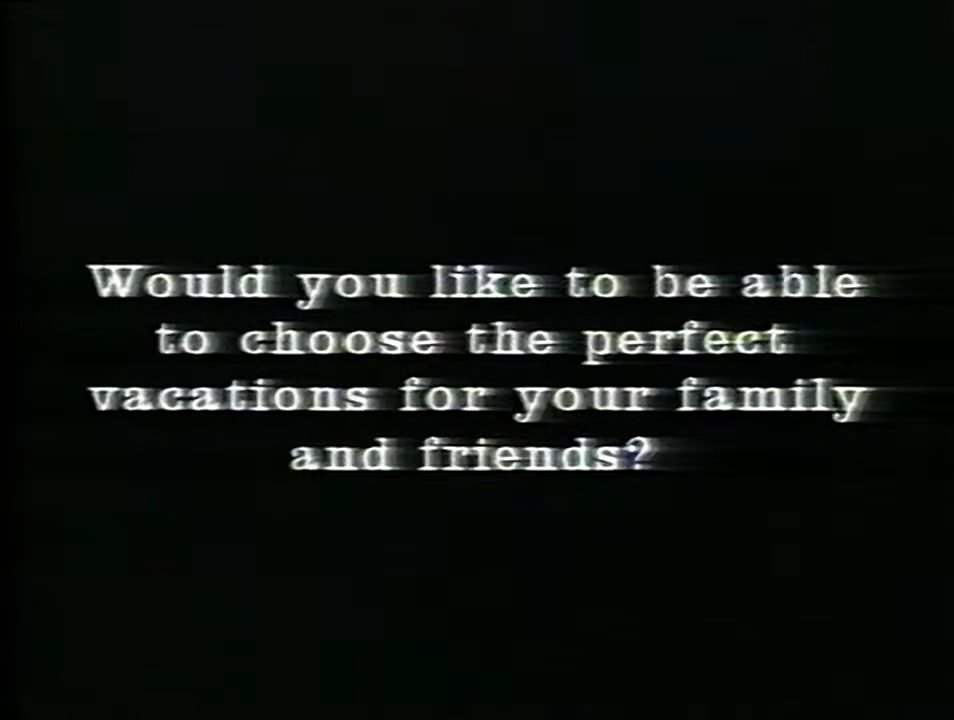 Would you like to be able
to choose the perfect
vacations for your family
and friends?